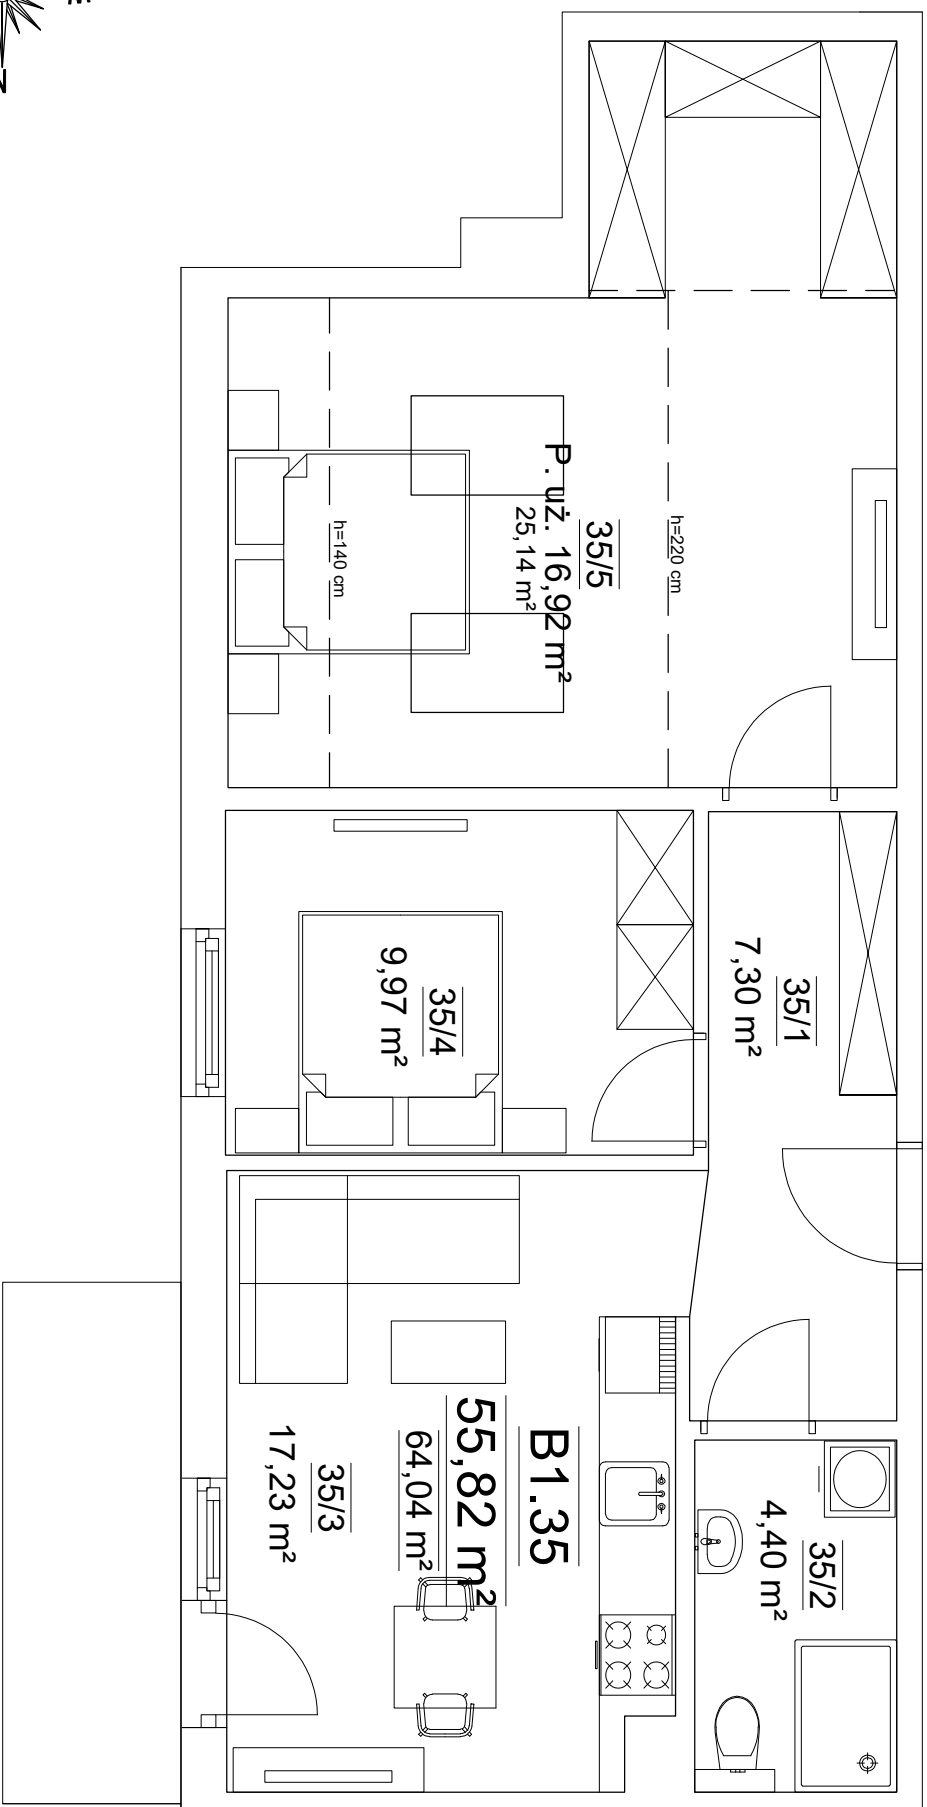 N
35/5
P. uż. 16,92 m²
25,14 m²
h=220 cm
h=140 cm
35/1
7,30 m²
35/4
9,97 m²
B1.35
55,82 m²
64,04 m²
35/3
17,23 m²
35/2
4,40 m²